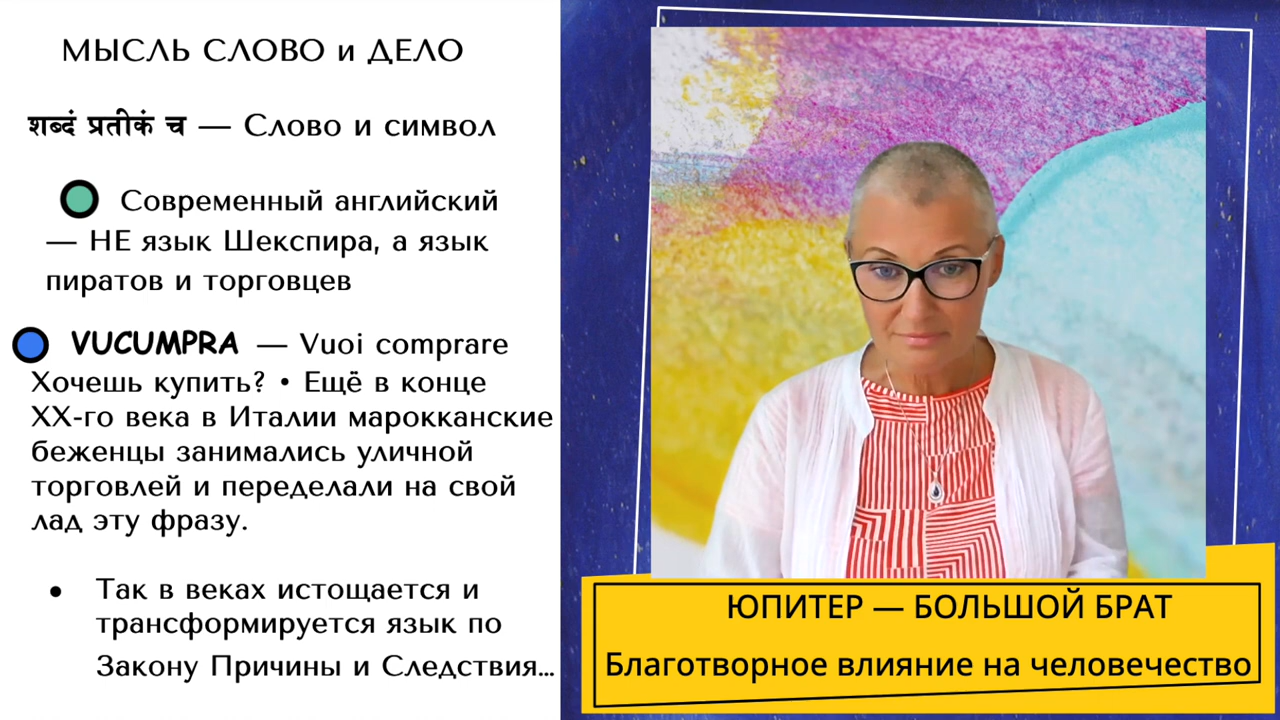 МЫСЛЬ СЛОВО и ДЕЛО
शब्दं प्रतीकं च — Слово и символ
Современный английский
— НЕ язык Шекспира, а язык
пиратов и торговцев
VUCUMPRA — Vuoi comprare
Хочешь купить? • Ещё в конце
XX-го века в Италии марокканские
беженцы занимались уличной
торговлей и переделали на свой
лад эту фразу.
• Так в веках истощается и
трансформируется язык по
Закону Причины и Следствия...
ЮПИТЕР — БОЛЬШОЙ БРАТ
Благотворное влияние на человечество